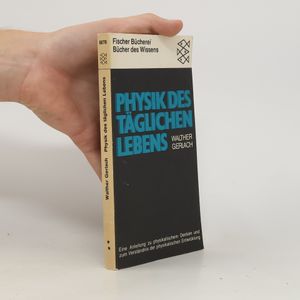 Fischer Bücherei
Bücher des Wissens
PHYSIK DES
TÄGLICHEN
LEBENS
WALTHER
GERLACH
Eine Anleitung zu physikalischem Denken und
zum Verständnis der physikalischen Entwicklung
Walther Gerlach Physik des täglichen Lebens